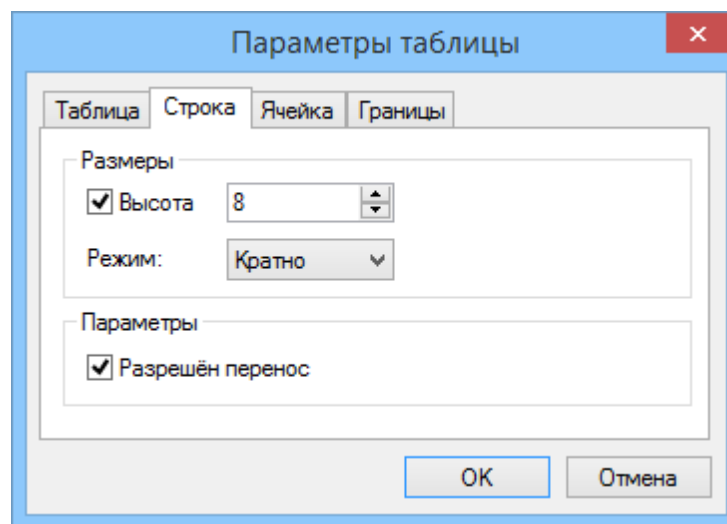 Параметры таблицы
Таблица Строка Ячейка Границы
Размеры
Высота 8
Режим: Кратно
Параметры
Разрешён перенос
OK Отмена